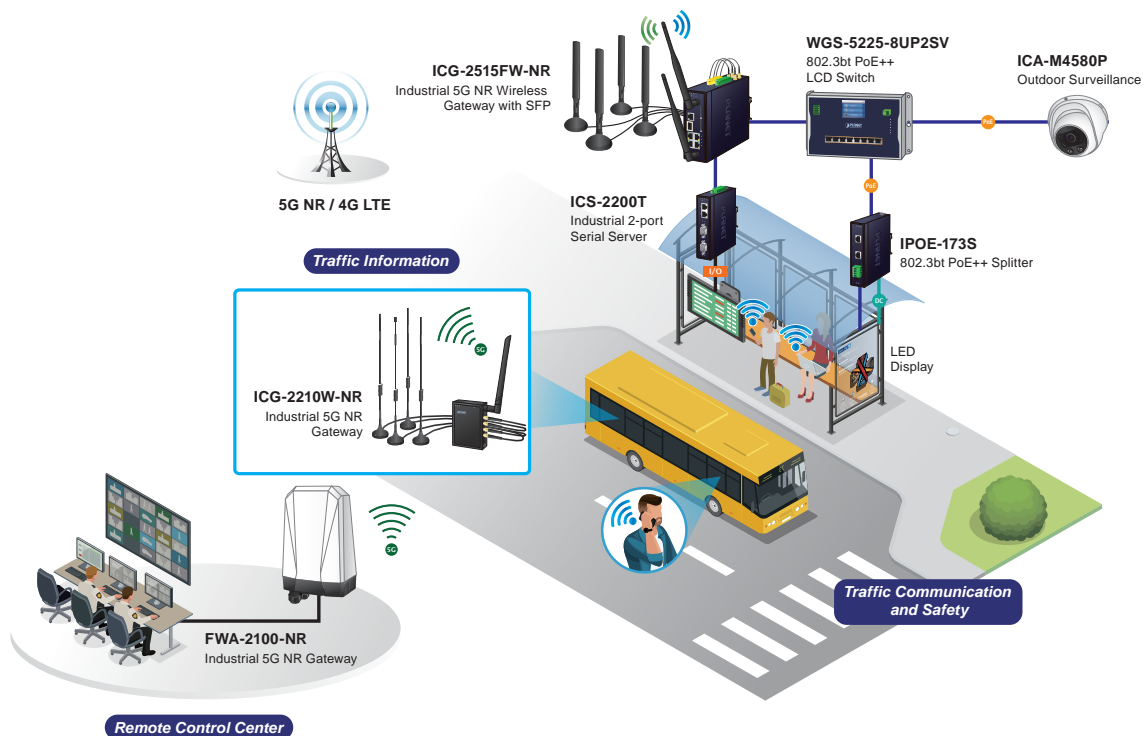 WGS-5225-8UP2SV
802.3bt PoE++
LCD Switch
ICA-M4580P
Outdoor Surveillance
ICG-2515FW-NR
Industrial 5G NR Wireless
Gateway with SFP
PLANET
PoE
PoE
5G NR / 4G LTE
ICS-2200T
Industrial 2-port
Serial Server
IPOE-173S
802.3bt PoE++ Splitter
Traffic Information
I/O
DC
5G
LED
Display
ICG-2210W-NR
Industrial 5G NR
Gateway
5G
FWA-2100-NR
Industrial 5G NR Gateway
Traffic Communication
and Safety
Remote Control Center